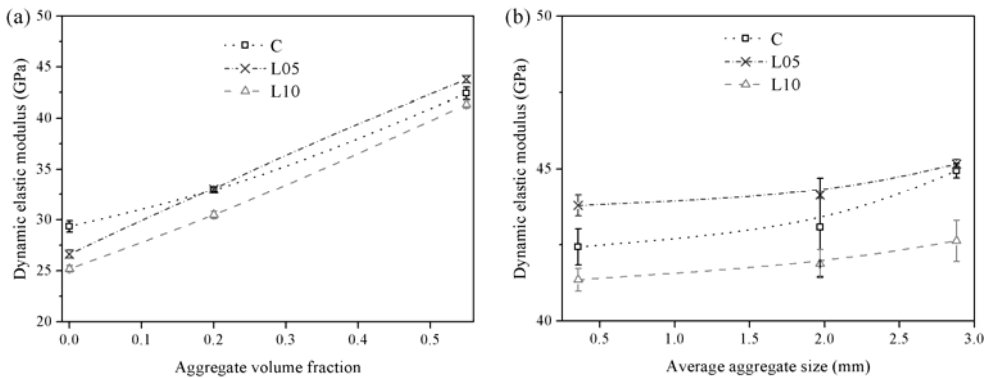 (a)
50
45
40
35
30
25
20
Dynamic elastic modulus (GPa)
C
L05
L10
0.0 0.1 0.2 0.3 0.4 0.5
Aggregate volume fraction
(b)
50
45
40
Dynamic elastic modulus (GPa)
C
L05
L10
0.5 1.0 1.5 2.0 2.5 3.0
Average aggregate size (mm)